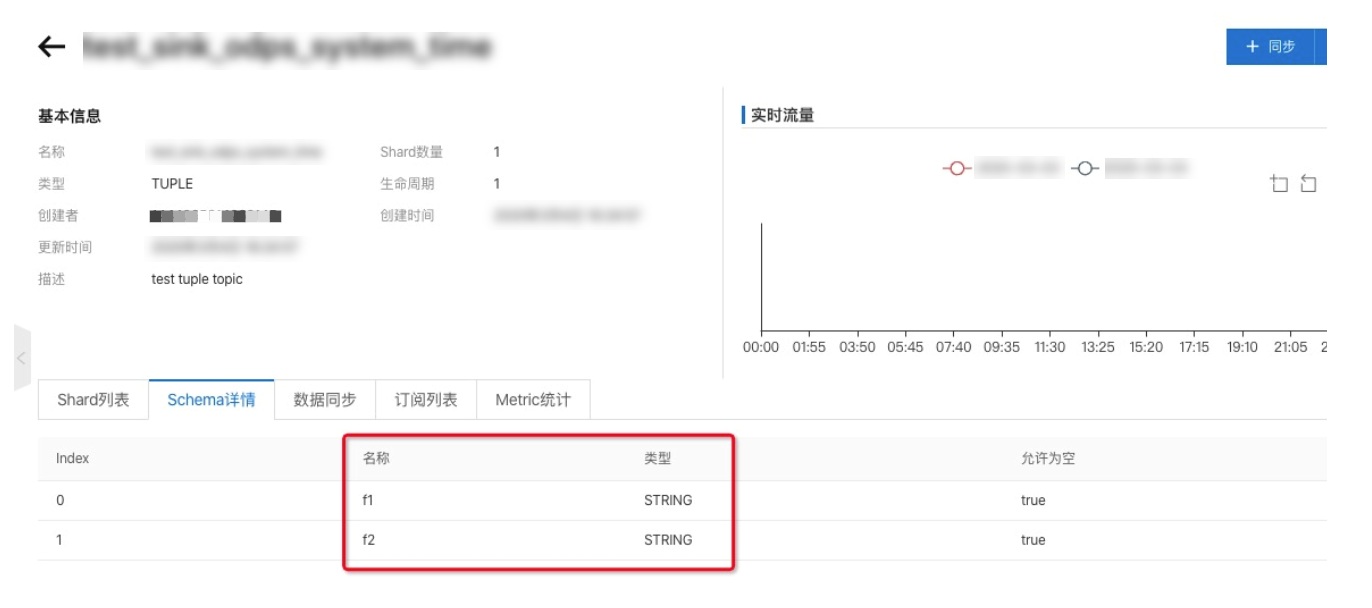 test_sink_odps_system_time
+ 同步
基本信息
名称
Shard数量 1
类型 TUPLE
生命周期 1
创建者
创建时间
更新时间
描述 test tuple topic
实时流量
00:00 01:55 03:50 05:45 07:40 09:35 11:30 13:25 15:20 17:15 19:10 21:05 2
Shard列表 Schema详情 数据同步 订阅列表 Metric统计
Index 名称 类型 允许为空
0 f1 STRING true
1 f2 STRING true